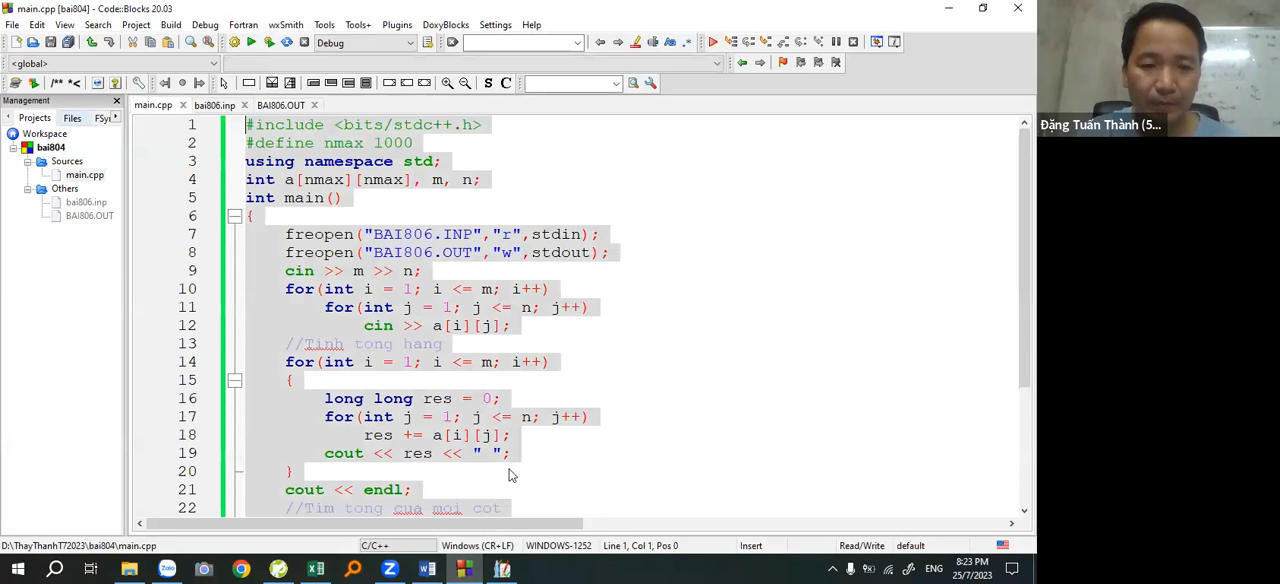 main.cpp [bai804] - Code::Blocks 20.03
File Edit View Search Project Build Debug Fortran wxSmith Tools Tools+ Plugins DoxyBlocks Settings Help
Debug
<global>
/** *<
S C
Management
Projects Files FSy
Workspace
bai804
Sources
main.cpp
Others
bai806.inp
BAI806.OUT
main.cpp bai806.inp BAI806.OUT
1 #include <bits/stdc++.h>
2 #define nmax 1000
3 using namespace std;
4 int a[nmax][nmax], m, n;
5 int main()
6 {
7 freopen("BAI806.INP","r",stdin);
8 freopen("BAI806.OUT","w",stdout);
9 cin >> m >> n;
10 for(int i = 1; i <= m; i++)
11 for(int j = 1; j <= n; j++)
12 cin >> a[i][j];
13 //Tinh tong hang
14 for(int i = 1; i <= m; i++)
15 {
16 long long res = 0;
17 for(int j = 1; j <= n; j++)
18 res += a[i][j];
19 cout << res << " ";
20 }
21 cout << endl;
22 //Tim tong cua moi cot
D:\ThayThanhT72023\bai804\main.cpp C/C++ Windows (CR+LF) WINDOWS-1252 Line 1, Col 1, Pos 0 Insert Read/Write default
Zalo
ENG
8:23 PM
25/7/2023
Đặng Tuấn Thành (5...